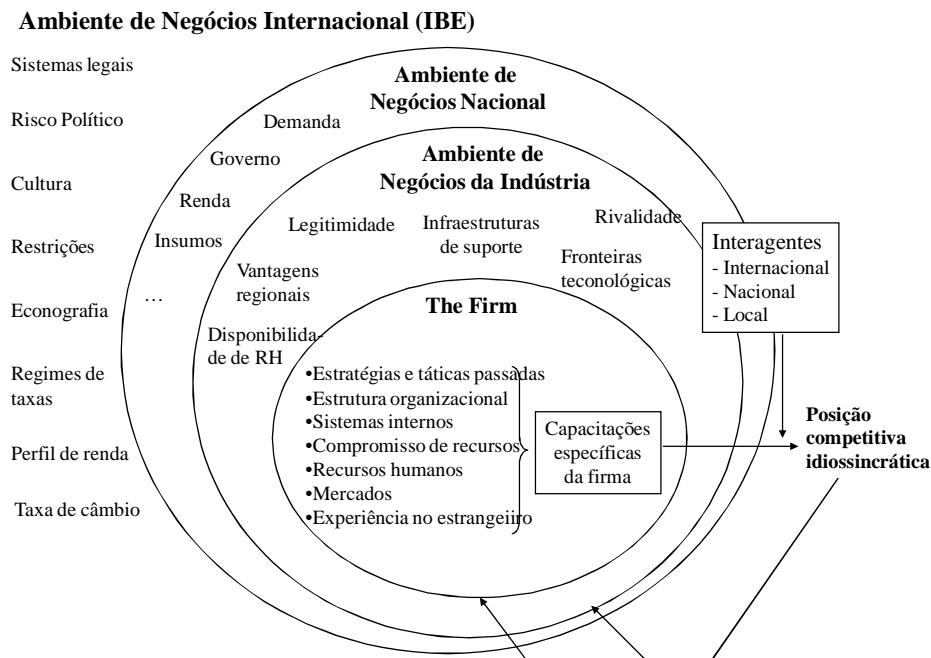 Ambiente de Negócios Internacional (IBE)
Sistemas legais
Risco Político
Cultura
Restrições
Econografia
Regimes de
taxas
Perfil de renda
Taxa de câmbio
Ambiente de
Negócios Nacional
Demanda
Governo
Renda
Insumos
…
Ambiente de
Negócios da Indústria
Legitimidade
Infraestruturas
de suporte
Rivalidade
Vantagens
regionais
Fronteiras
teconológicas
Disponibilida-
de de RH
The Firm
•Estratégias e táticas passadas
•Estrutura organizacional
•Sistemas internos
•Compromisso de recursos
•Recursos humanos
•Mercados
•Experiência no estrangeiiro
Capacitações
específicas
da firma
Interagentes
- Internacional
- Nacional
- Local
Posição
competitiva
idiossincrática